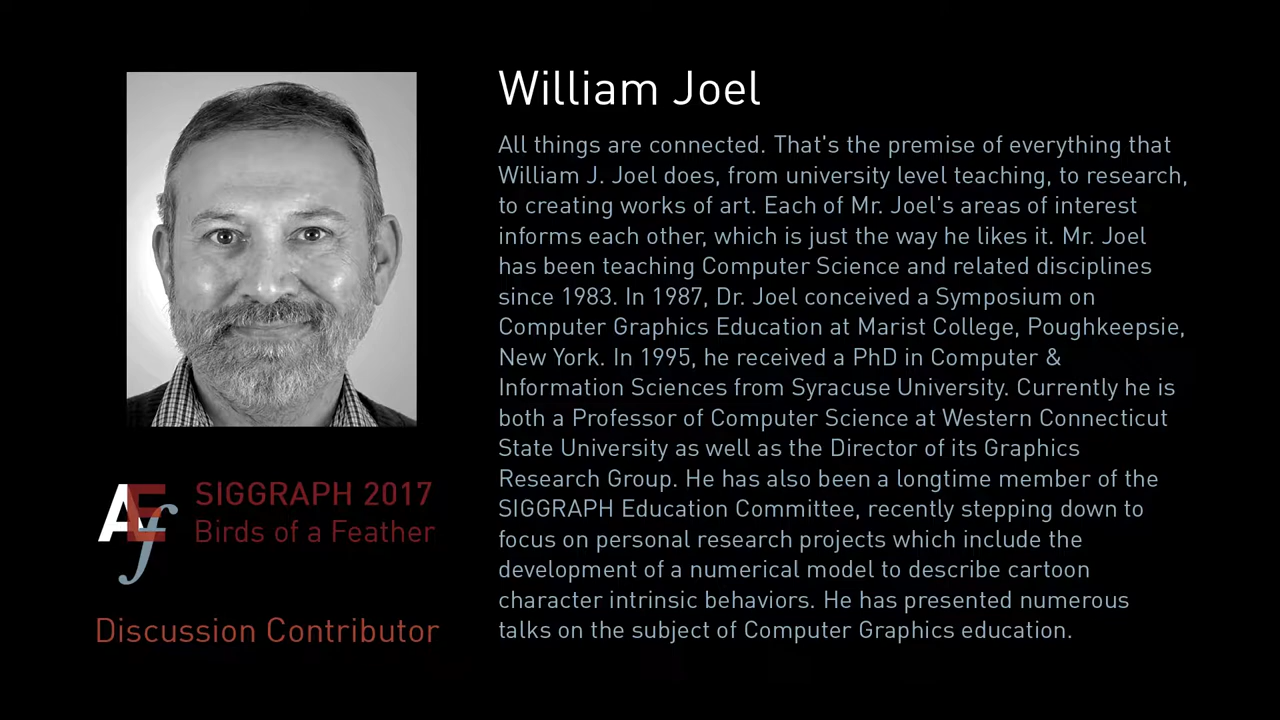 William Joel
All things are connected. That's the premise of everything that
William J. Joel does, from university level teaching, to research,
to creating works of art. Each of Mr. Joel's areas of interest
informs each other, which is just the way he likes it. Mr. Joel
has been teaching Computer Science and related disciplines
since 1983. In 1987, Dr. Joel conceived a Symposium on
Computer Graphics Education at Marist College, Poughkeepsie,
New York. In 1995, he received a PhD in Computer &
Information Sciences from Syracuse University. Currently he is
both a Professor of Computer Science at Western Connecticut
State University as well as the Director of its Graphics
Research Group. He has also been a longtime member of the
SIGGRAPH Education Committee, recently stepping down to
focus on personal research projects which include the
development of a numerical model to describe cartoon
character intrinsic behaviors. He has presented numerous
talks on the subject of Computer Graphics education.
AEf
SIGGRAPH 2017
Birds of a Feather
Discussion Contributor